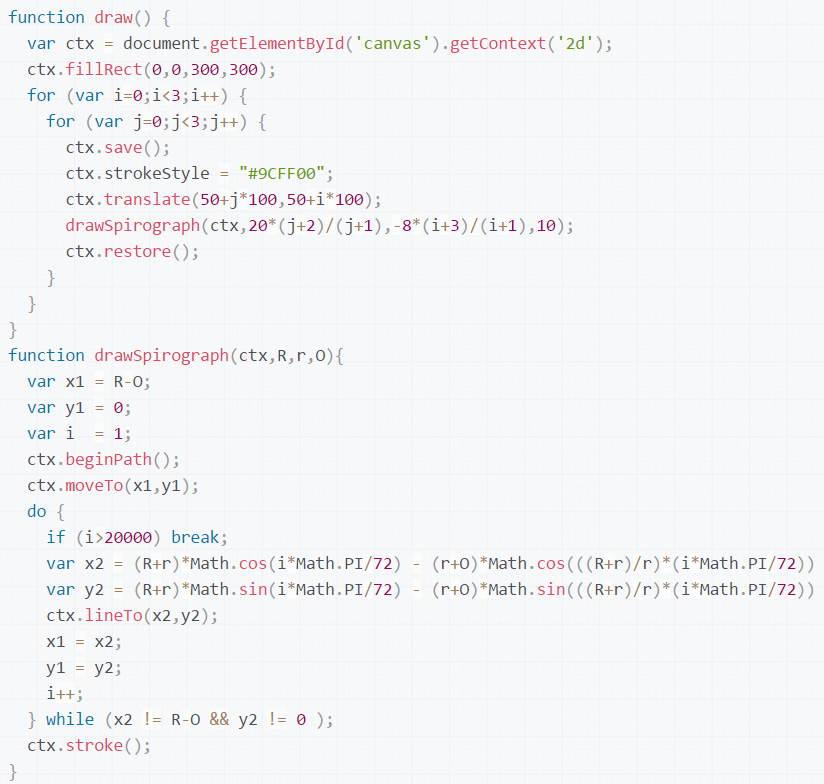 function draw() {
  var ctx = document.getElementById('canvas').getContext('2d');
  ctx.fillRect(0,0,300,300);
  for (var i=0;i<3;i++) {
    for (var j=0;j<3;j++) {
      ctx.save();
      ctx.strokeStyle = "#9CFF00";
      ctx.translate(50+j*100,50+i*100);
      drawSpirograph(ctx,20*(j+2)/(j+1),-8*(i+3)/(i+1),10);
      ctx.restore();
    }
  }
}
function drawSpirograph(ctx,R,r,O){
  var x1 = R-O;
  var y1 = 0;
  var i  = 1;
  ctx.beginPath();
  ctx.moveTo(x1,y1);
  do {
    if (i>20000) break;
    var x2 = (R+r)*Math.cos(i*Math.PI/72) - (r+O)*Math.cos(((R+r)/r)*(i*Math.PI/72))
    var y2 = (R+r)*Math.sin(i*Math.PI/72) - (r+O)*Math.sin(((R+r)/r)*(i*Math.PI/72))
    ctx.lineTo(x2,y2);
    x1 = x2;
    y1 = y2;
    i++;
  } while (x2 != R-O && y2 != 0 );
  ctx.stroke();
}